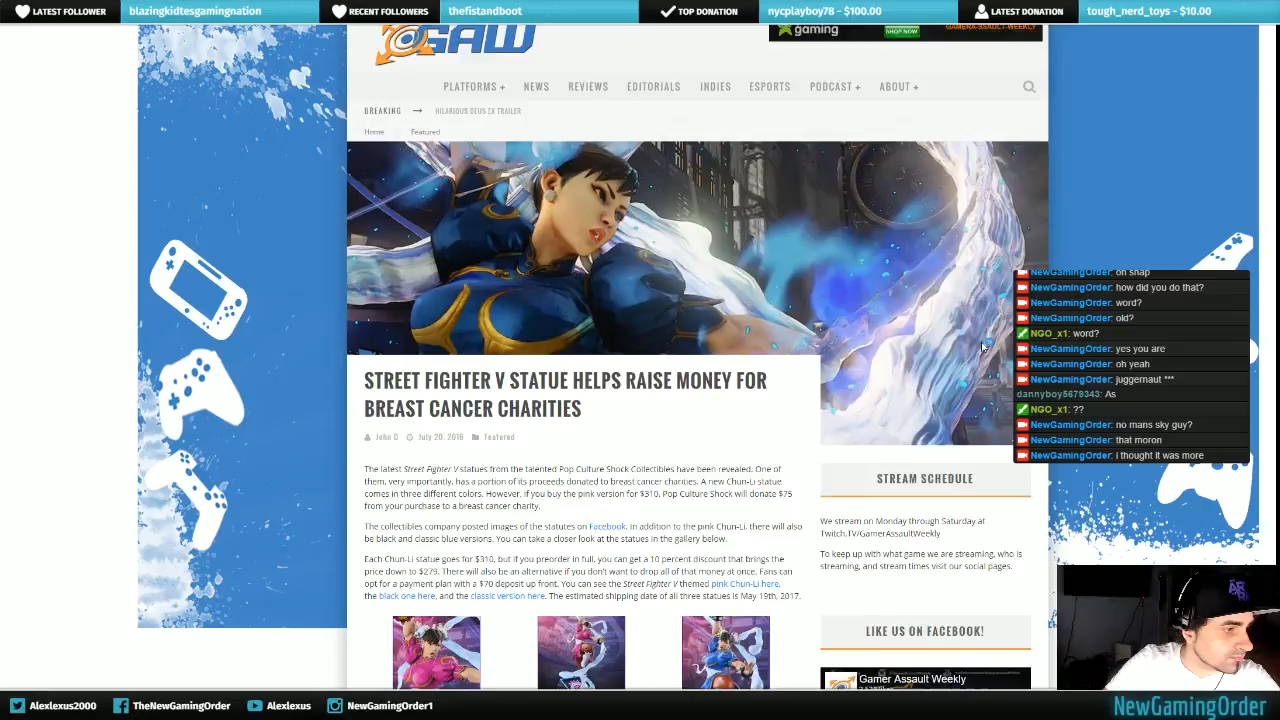 LATEST FOLLOWER
blazingkidtesgamingnation
RECENT FOLLOWERS
thefistandboot
TOP DONATION
nycplayboy78 - $100.00
LATEST DONATION
tough_nerd_toys - $10.00
GAW
gaming
SHOP NOW
GAMERA-ASSAULT-WEEKLY
PLATFORMS +
NEWS
REVIEWS
EDITORIALS
INDIES
ESPORTS
PODCAST +
ABOUT +
BREAKING → HILARIOUS DEUS EX TRAILER
Home
Featured
STREET FIGHTER V STATUE HELPS RAISE MONEY FOR
BREAST CANCER CHARITIES
John D
July 20, 2016
Featured
The latest Street Fighter V statues from the talented Pop Culture Shock Collectibles have been revealed. One of
them, very importantly, has a portion of its proceeds donated to breast cancer charities. A new Chun-Li statue
comes in three different colors. However, if you buy the pink version for $310, Pop Culture Shock will donate $75
from your purchase to a breast cancer charity.
The collectibles company posted images of the statutes on Facebook. In addition to the pink Chun-Li, there will also
be black and classic blue versions. You can take a closer look at the statues in the gallery below.
Each Chun-Li statue goes for $310, but if you preorder in full, you can get a 10 percent discount that brings the
price down to $279. There will also be an alternative if you don't want to drop all of that money at once. Fans can
opt for a payment plan with a $70 deposit up front. You can see the Street Fighter V themed pink Chun-Li here,
the black one here, and the classic version here. The estimated shipping date of all three statues is May 19th, 2017.
NewGamingOrder: oh snap
NewGamingOrder: how did you do that?
NewGamingOrder: word?
NewGamingOrder: old?
NGO_x1: word?
NewGamingOrder: yes you are
NewGamingOrder: oh yeah
NewGamingOrder: juggernaut ***
dannyboy5679343: As
NGO_x1: ??
NewGamingOrder: no mans sky guy?
NewGamingOrder: that moron
NewGamingOrder: i thought it was more
STREAM SCHEDULE
We stream on Monday through Saturday at
Twitch.TV/GamerAssaultWeekly
To keep up with what game we are streaming, who is
streaming, and stream times visit our social pages.
LIKE US ON FACEBOOK!
Gamer Assault Weekly
Alexlexus2000
TheNewGamingOrder
Alexlexus
NewGamingOrder1
NewGamingOrder